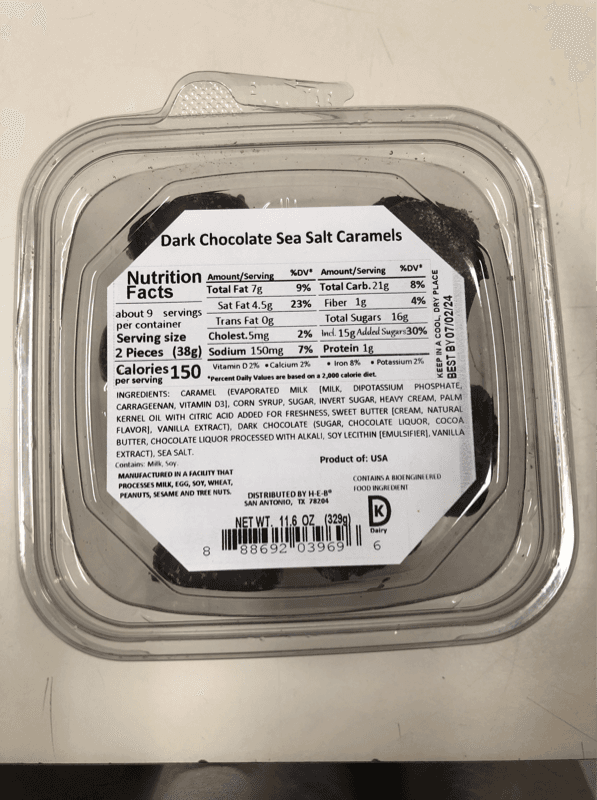 Dark Chocolate Sea Salt Caramels
Nutrition
Facts
about 9 servings
per container
Serving size
2 Pieces (38g)
Calories 150
per serving
Amount/Serving %DV*
Total Fat 7g 9%
Sat Fat 4.5g 23%
Trans Fat 0g
Cholest. 5mg 2%
Sodium 150mg 7%
Amount/Serving %DV*
Total Carb. 21g 8%
Fiber 1g 4%
Total Sugars 16g
Incl. 15g Added Sugars 30%
Protein 1g
Vitamin D 2% • Calcium 2% • Iron 8% • Potassium 2%
*Percent Daily Values are based on a 2,000 calorie diet.
KEEP IN A COOL, DRY PLACE
BEST BY 07/02/24
INGREDIENTS: CARAMEL (EVAPORATED MILK [MILK, DIPOTASSIUM PHOSPHATE,
CARRAGEENAN, VITAMIN D3], CORN SYRUP, SUGAR, INVERT SUGAR, HEAVY CREAM, PALM
KERNEL OIL WITH CITRIC ACID ADDED FOR FRESHNESS, SWEET BUTTER [CREAM, NATURAL
FLAVOR], VANILLA EXTRACT), DARK CHOCOLATE (SUGAR, CHOCOLATE LIQUOR, COCOA
BUTTER, CHOCOLATE LIQUOR PROCESSED WITH ALKALI, SOY LECITHIN [EMULSIFIER], VANILLA
EXTRACT), SEA SALT.
Contains: Milk, Soy.
MANUFACTURED IN A FACILITY THAT
PROCESSES MILK, EGG, SOY, WHEAT,
PEANUTS, SESAME AND TREE NUTS.
Product of: USA
CONTAINS A BIOENGINEERED
FOOD INGREDIENT
DISTRIBUTED BY H-E-B®
SAN ANTONIO, TX 78204
NET WT. 11.6 OZ (329g)
K
Dairy
8 88692 03969 6